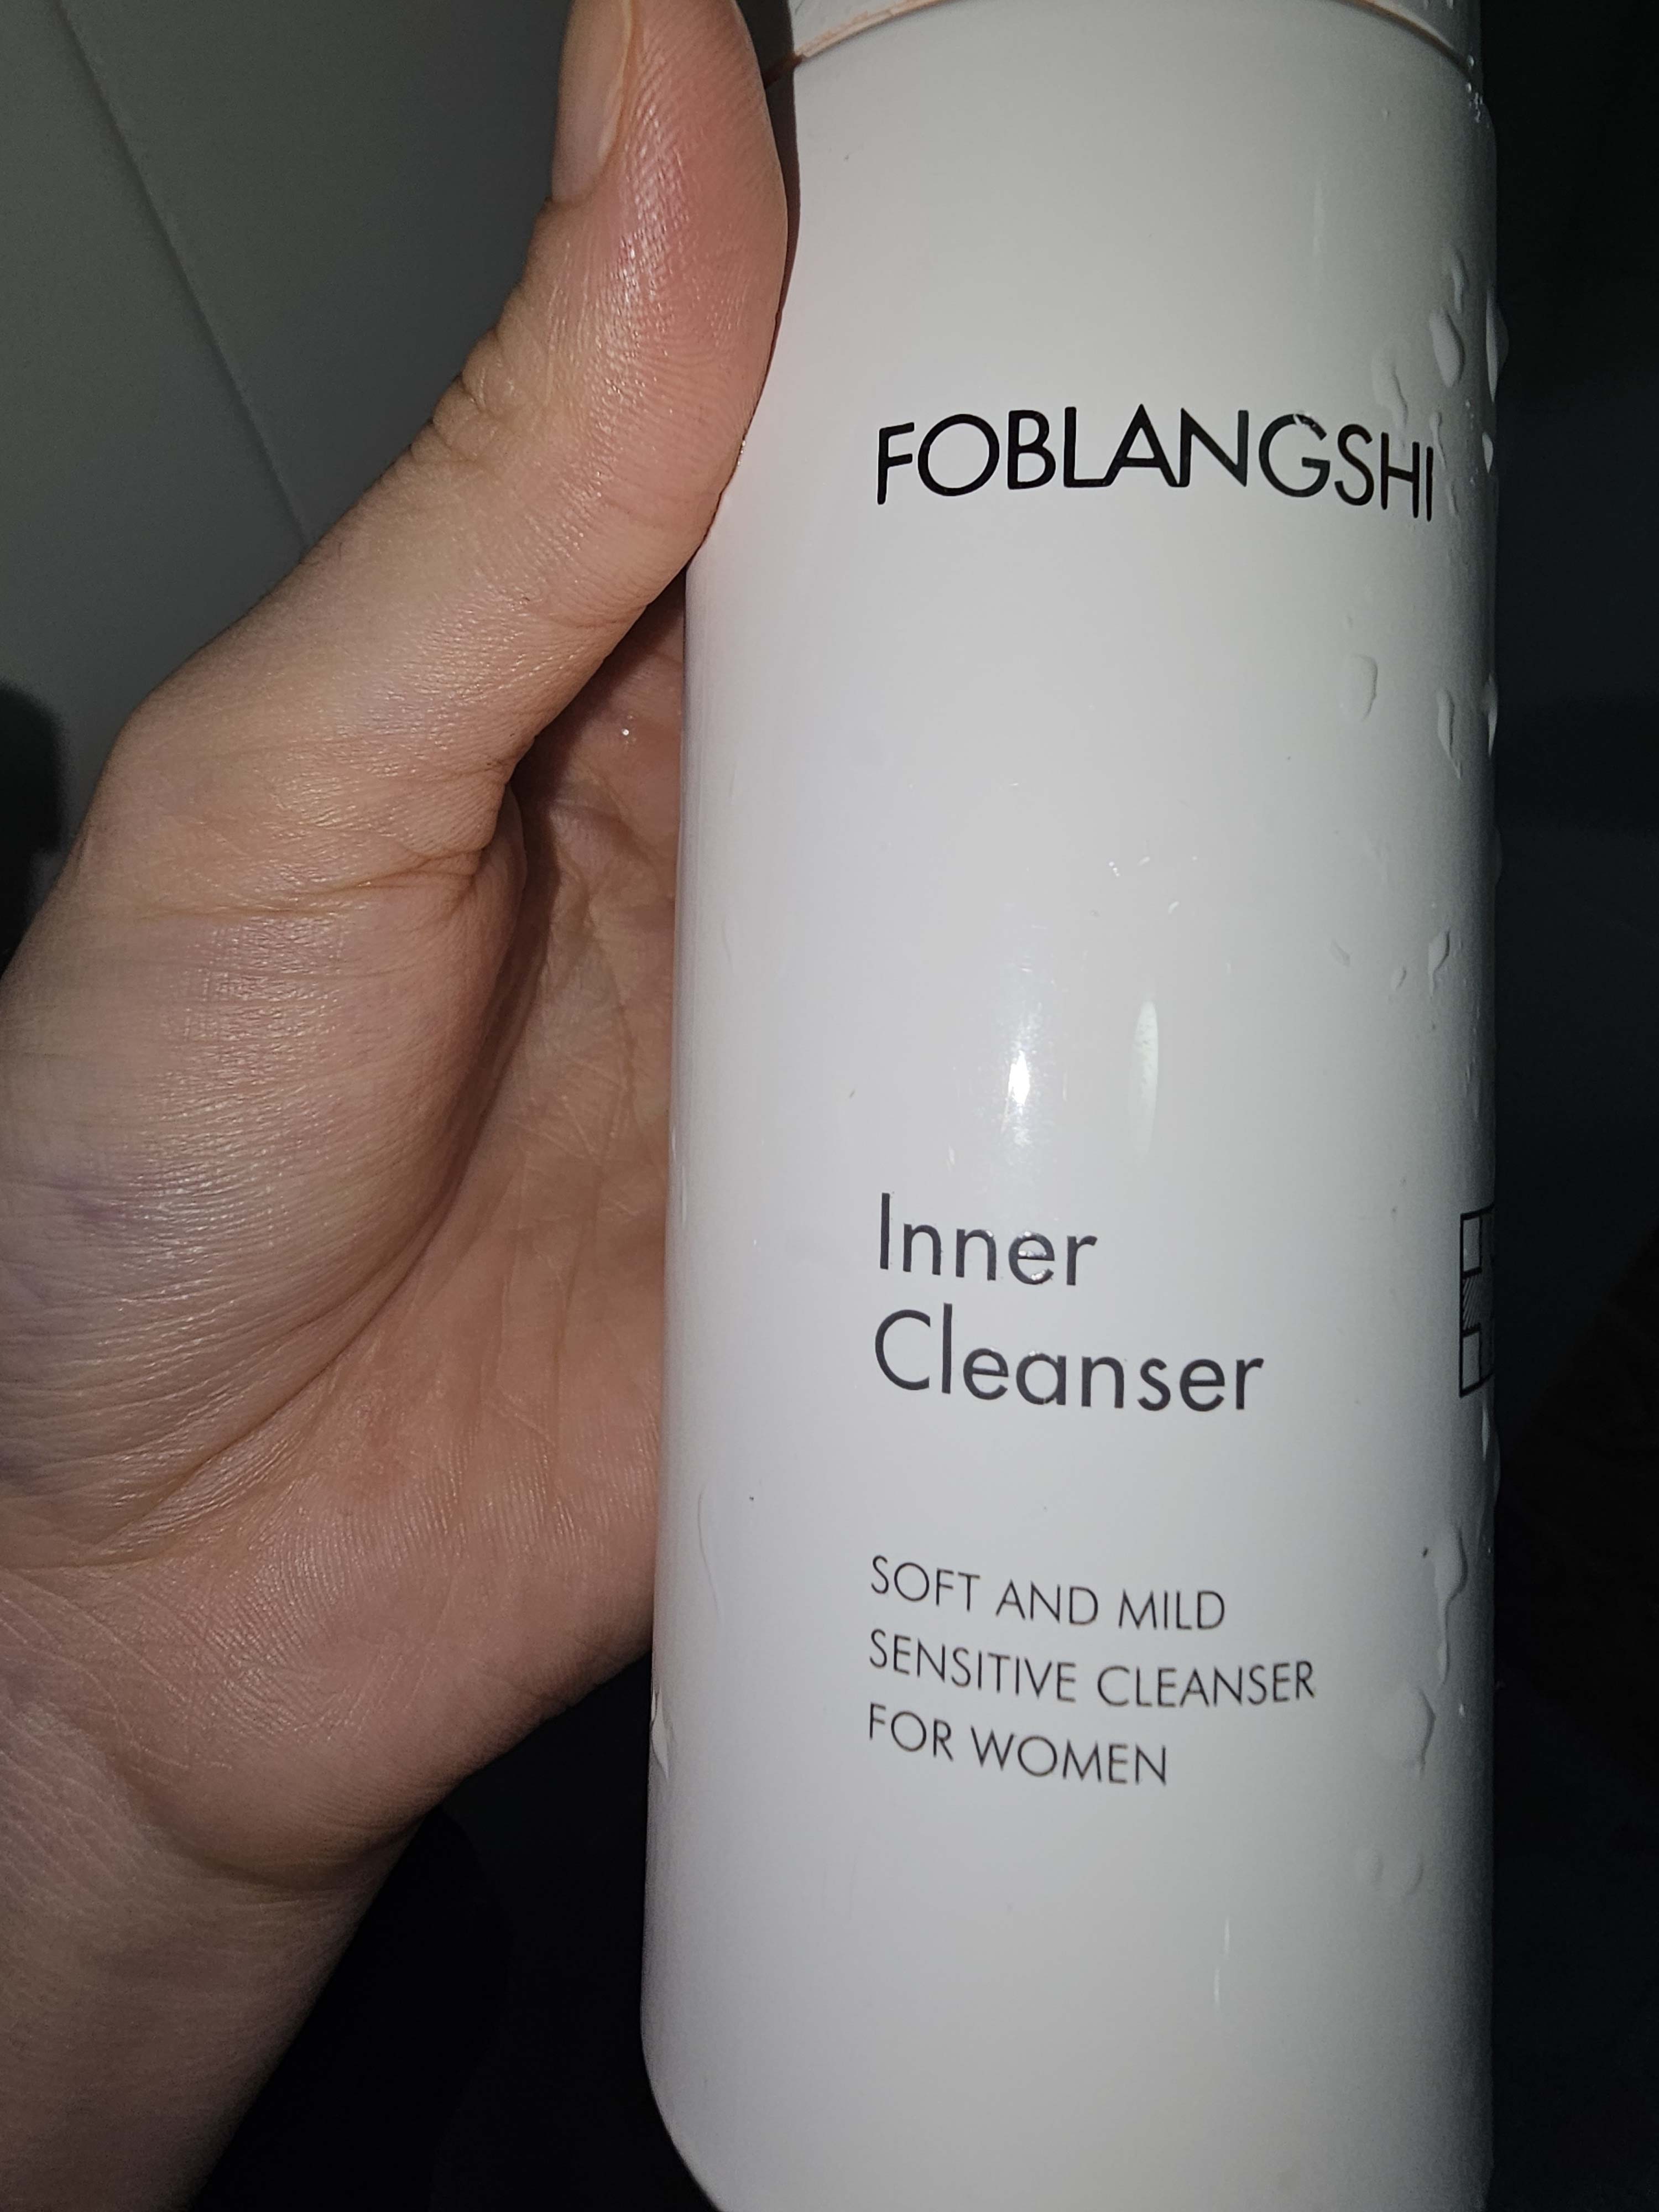 FOBLANGSHI
Inner
Cleanser
SOFT AND MILD
SENSITIVE CLEANSER
FOR WOMEN